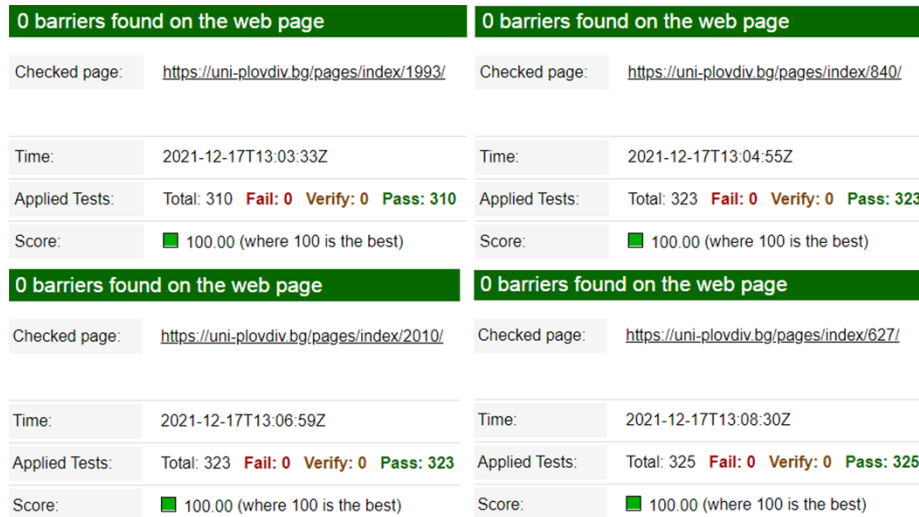 0 barriers found on the web page
Checked page: https://uni-plovdiv.bg/pages/index/1993/
Time: 2021-12-17T13:03:33Z
Applied Tests: Total: 310 Fail: 0 Verify: 0 Pass: 310
Score: 100.00 (where 100 is the best)
0 barriers found on the web page
Checked page: https://uni-plovdiv.bg/pages/index/840/
Time: 2021-12-17T13:04:55Z
Applied Tests: Total: 323 Fail: 0 Verify: 0 Pass: 323
Score: 100.00 (where 100 is the best)
0 barriers found on the web page
Checked page: https://uni-plovdiv.bg/pages/index/2010/
Time: 2021-12-17T13:06:59Z
Applied Tests: Total: 323 Fail: 0 Verify: 0 Pass: 323
Score: 100.00 (where 100 is the best)
0 barriers found on the web page
Checked page: https://uni-plovdiv.bg/pages/index/627/
Time: 2021-12-17T13:08:30Z
Applied Tests: Total: 325 Fail: 0 Verify: 0 Pass: 325
Score: 100.00 (where 100 is the best)